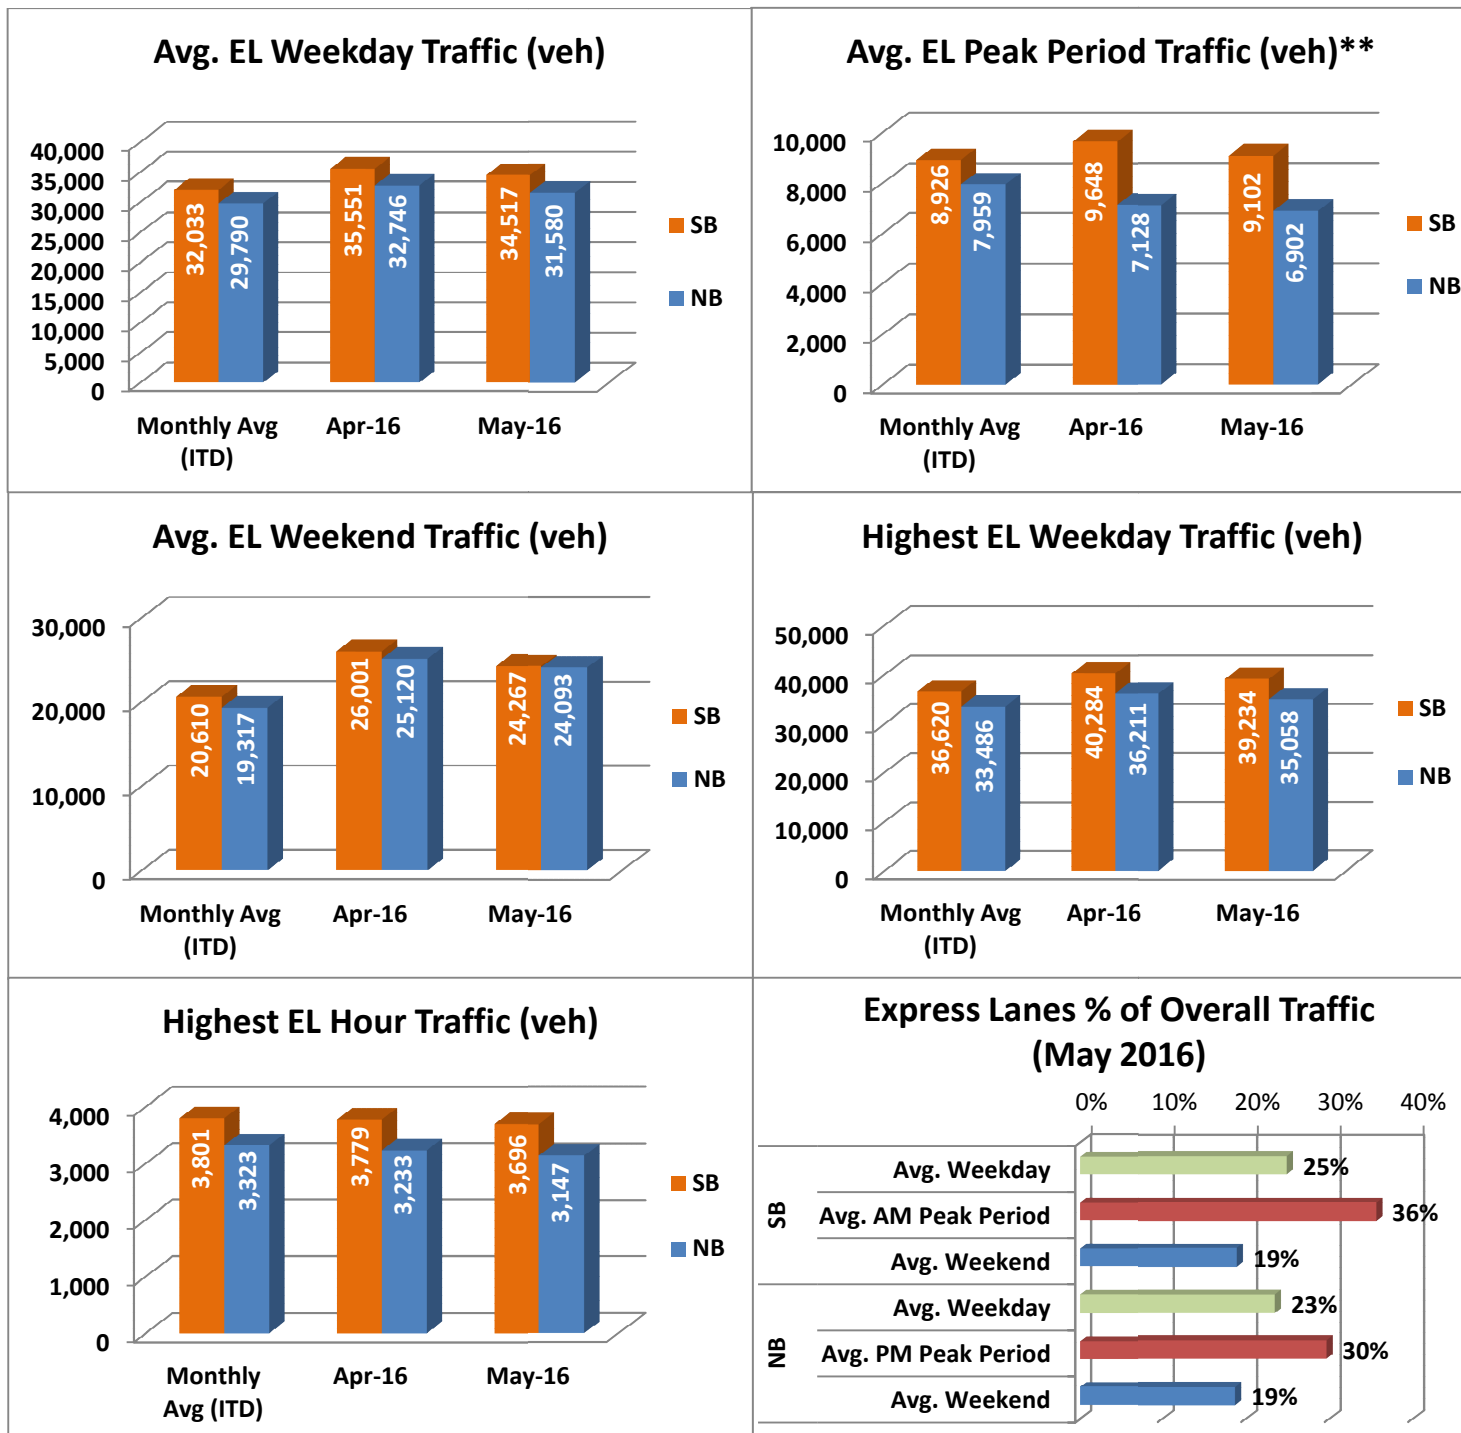 Avg. EL Weekday Traffic (veh)
40,000
35,000
30,000
25,000
20,000
15,000
10,000
5,000
0
32,033
29,790
35,551
32,746
34,517
31,580
SB
NB
Monthly Avg
(ITD)
Apr-16
May-16
Avg. EL Peak Period Traffic (veh)**
10,000
8,000
6,000
4,000
2,000
0
8,926
7,959
9,648
7,128
9,102
6,902
SB
NB
Monthly Avg
(ITD)
Apr-16
May-16
Avg. EL Weekend Traffic (veh)
30,000
20,000
10,000
0
20,610
19,317
26,001
25,120
24,267
24,093
SB
NB
Monthly Avg
(ITD)
Apr-16
May-16
Highest EL Weekday Traffic (veh)
50,000
40,000
30,000
20,000
10,000
0
36,620
33,486
40,284
36,211
39,234
35,058
SB
NB
Monthly Avg
(ITD)
Apr-16
May-16
Highest EL Hour Traffic (veh)
4,000
3,000
2,000
1,000
0
3,801
3,323
3,779
3,233
3,696
3,147
SB
NB
Monthly
Avg (ITD)
Apr-16
May-16
Express Lanes % of Overall Traffic
(May 2016)
0% 10% 20% 30% 40%
SB
Avg. Weekday 25%
Avg. AM Peak Period 36%
Avg. Weekend 19%
NB
Avg. Weekday 23%
Avg. PM Peak Period 30%
Avg. Weekend 19%